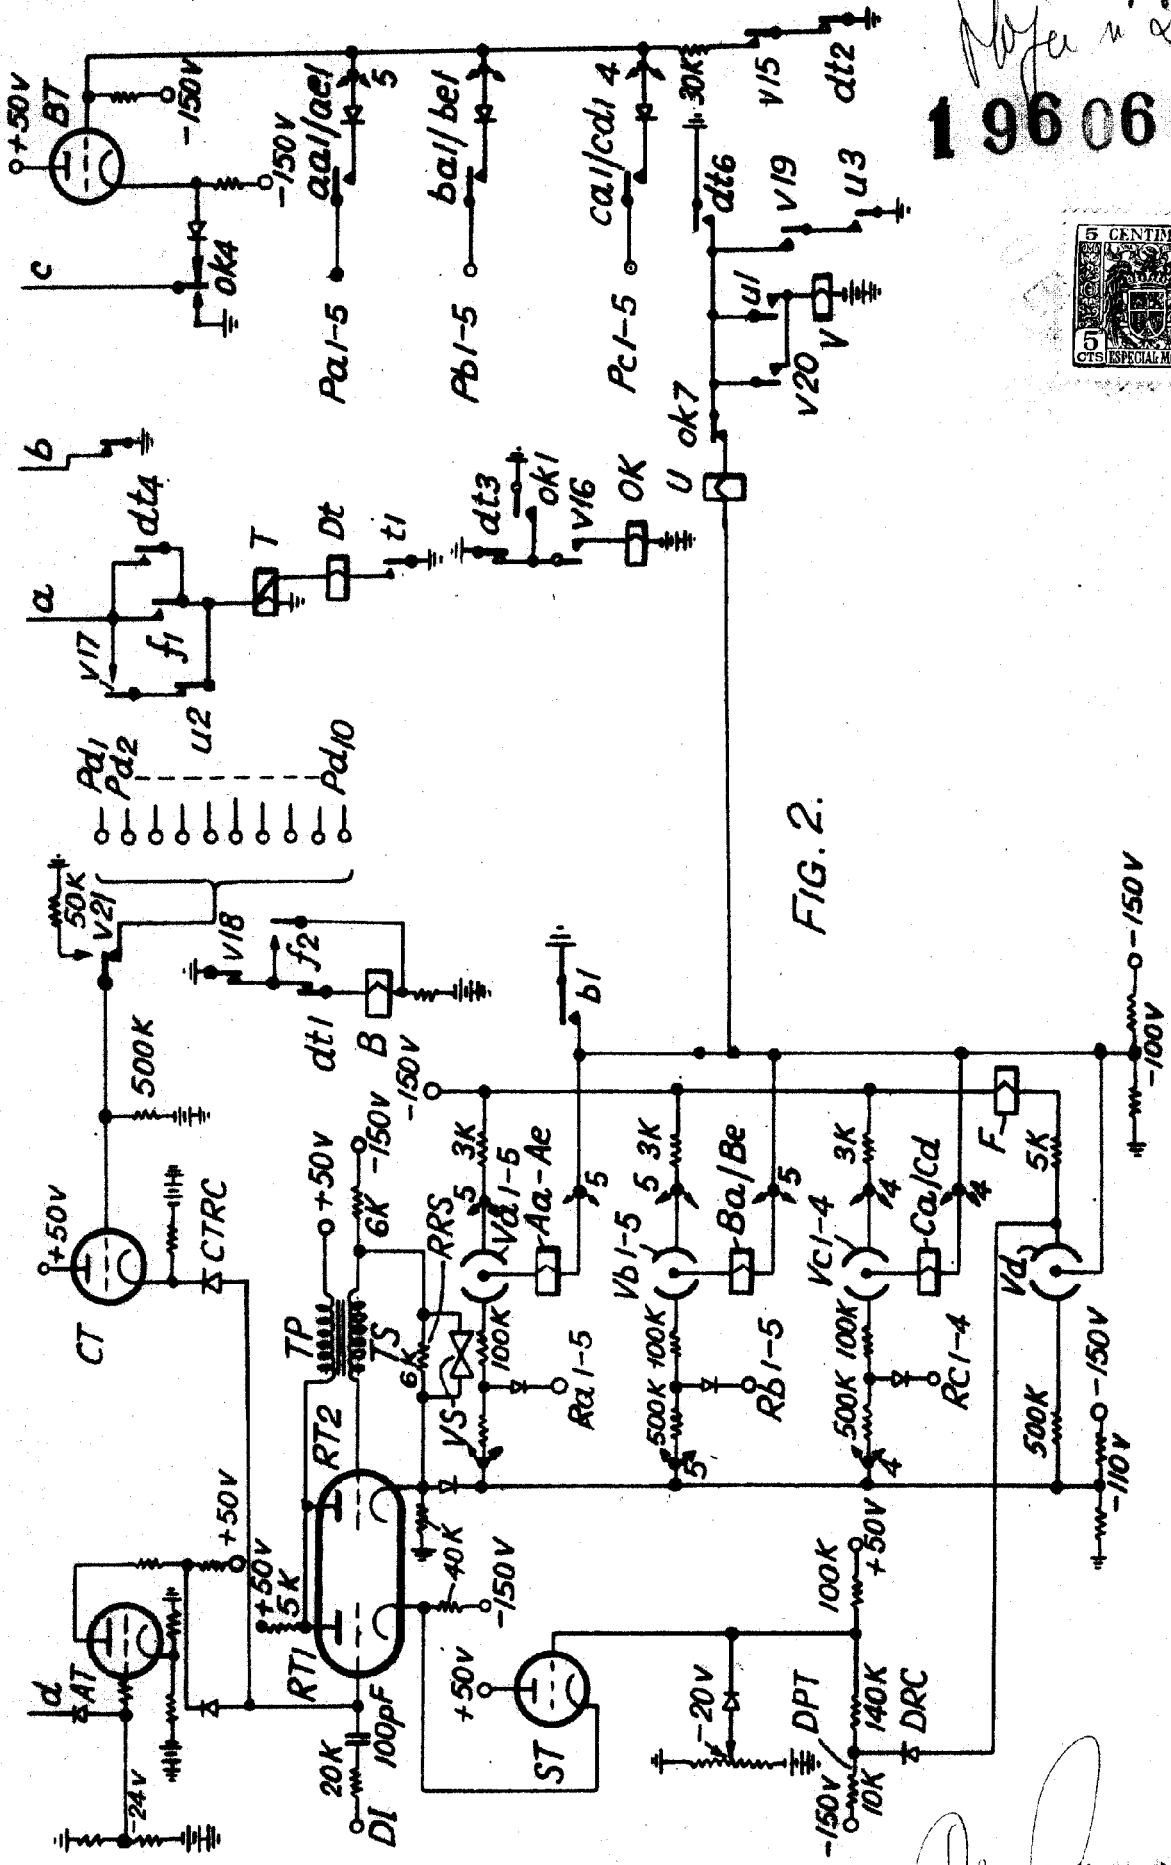 d
AT
-24V
+50V
+50V
5K
RT1
RT2
20K
100pF
DI
+50V
CT
CTRC
500K
50K
V21
Pd1
Pd2
Pd10
v18
f2
dt1
B
TP
TS
+50V
6K
-150V
-150V
RRS
6K
VS
40K
-150V
+50V
ST
-20V
DPT
-150V
10K
140K
100K
+50V
DRC
100K
Va1-5
3K
5
Aa-Ae
5
Ra1-5
b1
500K
100K
Vb1-5
5
3K
Ba/Be
5
5
Rb1-5
500K
100K
Vc1-4
3K
4
Ca/Cd
4
4
Rc1-4
500K
Vd
5K
F
-150V
-110V
-150V
-100V
a
v17
f1
dt4
u2
T
Dt
t1
b
dt3
ok1
v16
OK
U
ok7
c
ok4
+50V
BT
-150V
-150V
aa1/ae1
5
Pa1-5
ba1/be1
Pb1-5
ca1/cd1
4
Pc1-5
30K
v15
dt2
dt6
v19
u3
u1
v20
V
FIG. 2.
19606
5 CENTIM
5
CTS
ESPECIAL M